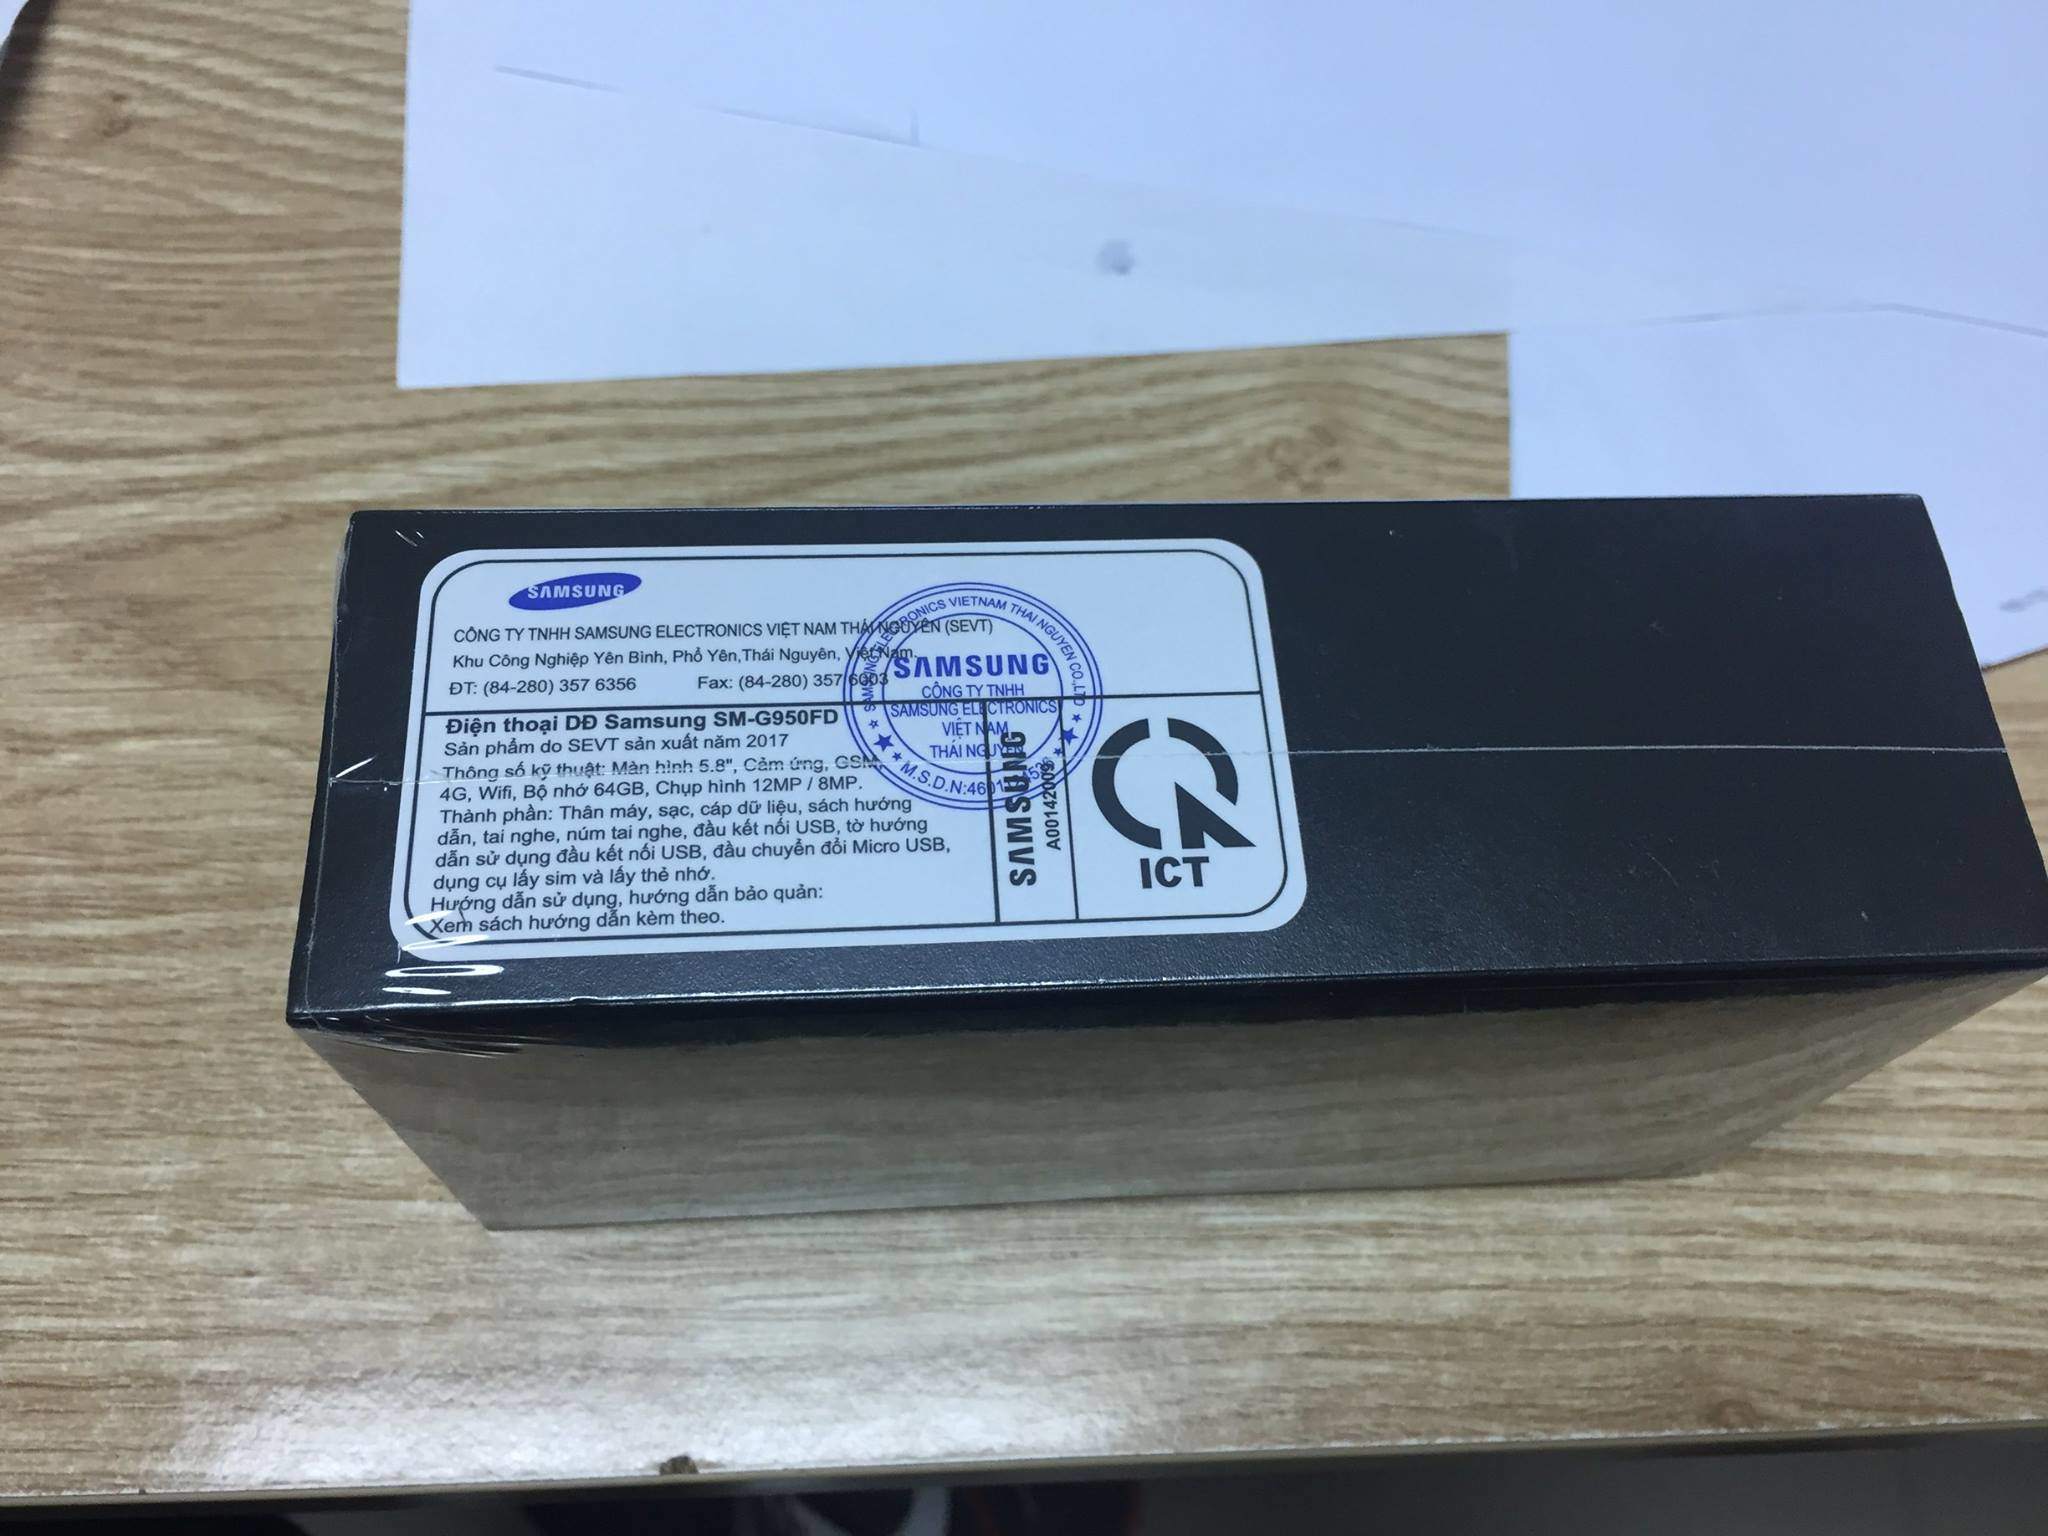 SAMSUNG
CÔNG TY TNHH SAMSUNG ELECTRONICS VIỆT NAM THÁI NGUYÊN (SEVT)
Khu Công Nghiệp Yên Bình, Phổ Yên,Thái Nguyên, Việt Nam.
ĐT: (84-280) 357 6356 Fax: (84-280) 357 6003
Điện thoại DĐ Samsung SM-G950FD
Sản phẩm do SEVT sản xuất năm 2017
Thông số kỹ thuật: Màn hình 5.8", Cảm ứng, GSM,
4G, Wifi, Bộ nhớ 64GB, Chụp hình 12MP / 8MP.
Thành phần: Thân máy, sạc, cáp dữ liệu, sách hướng
dẫn, tai nghe, núm tai nghe, đầu kết nối USB, tờ hướng
dẫn sử dụng đầu kết nối USB, đầu chuyển đổi Micro USB,
dụng cụ lấy sim và lấy thẻ nhớ.
Hướng dẫn sử dụng, hướng dẫn bảo quản:
Xem sách hướng dẫn kèm theo.
SAMSUNG ELECTRONICS VIETNAM THAI NGUYEN CO.,LTD
SAMSUNG
CÔNG TY TNHH
SAMSUNG ELECTRONICS
VIỆT NAM
THÁI NGUYÊN
SAMSUNG
A00142009
ICT